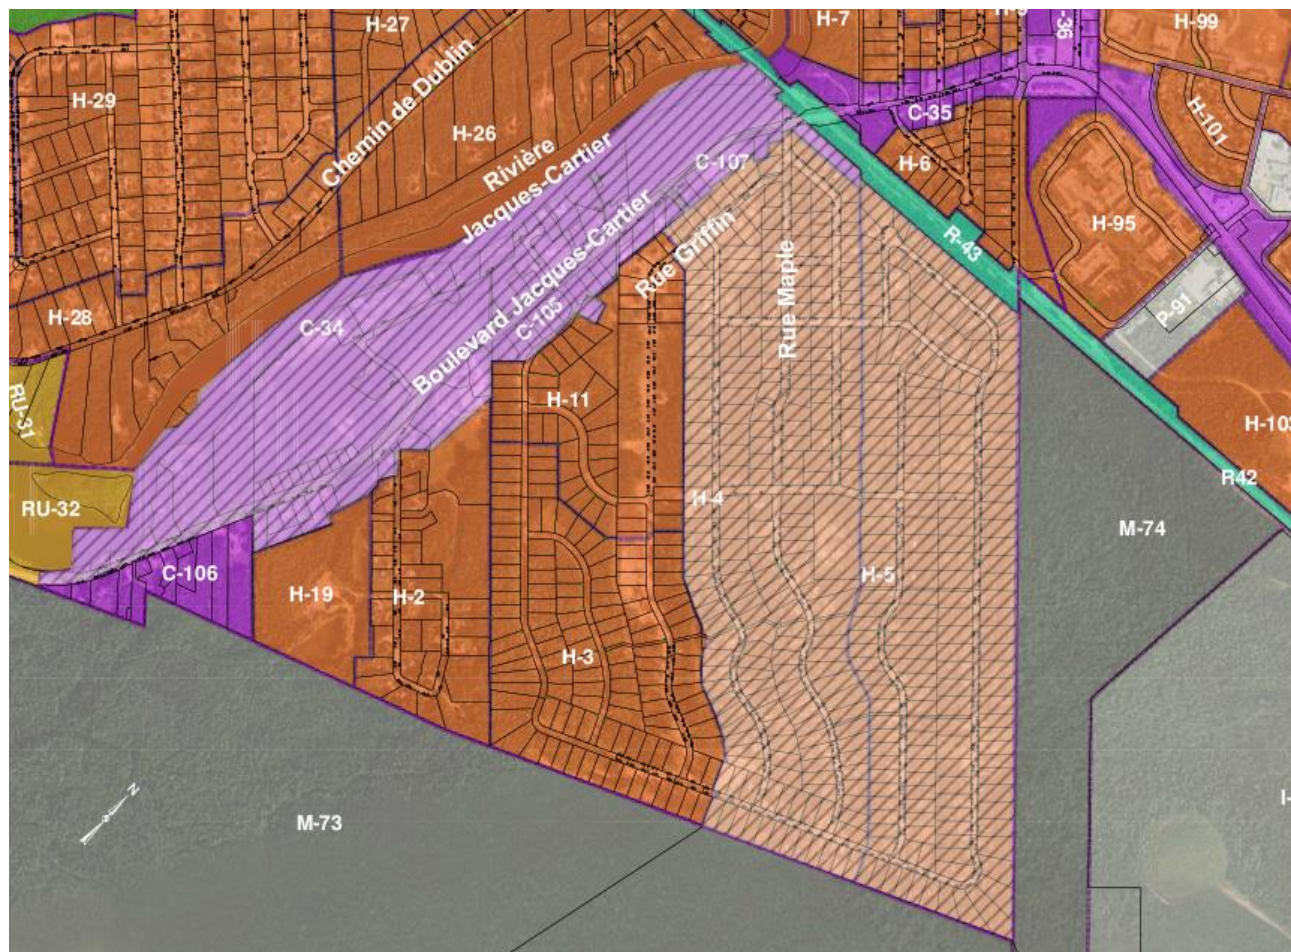 H-27
H-7
H-9
-36
H-99
H-29
Chemin de Dublin
H-26
C-35
H-101
Rivière
Jacques-Cartier
C-107
H-6
H-95
R-43
Rue Griffin
Rue Maple
H-28
C-34
Boulevard Jacques-Cartier
C-105
P-91
RU-31
H-11
H-103
R42
RU-32
H-4
M-74
C-106
H-19
H-2
H-5
H-3
N
M-73
I-